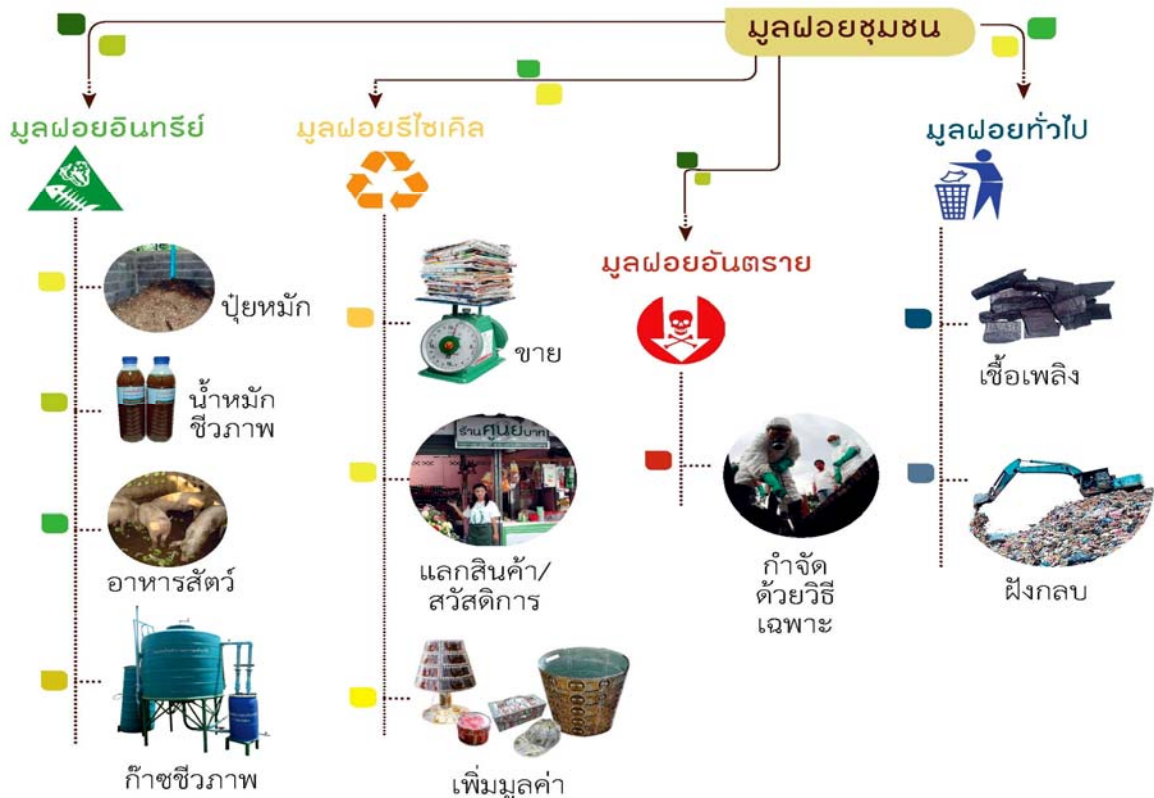 มูลฝอยชุมชน
มูลฝอยอินทรีย์
ปุ๋ยหมัก
น้ำหมัก
ชีวภาพ
อาหารสัตว์
ก๊าซชีวภาพ
มูลฝอยรีไซเคิล
ขาย
ร้านศูนย์บาท
แลกสินค้า/
สวัสดิการ
เพิ่มมูลค่า
มูลฝอยอันตราย
กำจัด
ด้วยวิธี
เฉพาะ
มูลฝอยทั่วไป
เชื้อเพลิง
ฝังกลบ